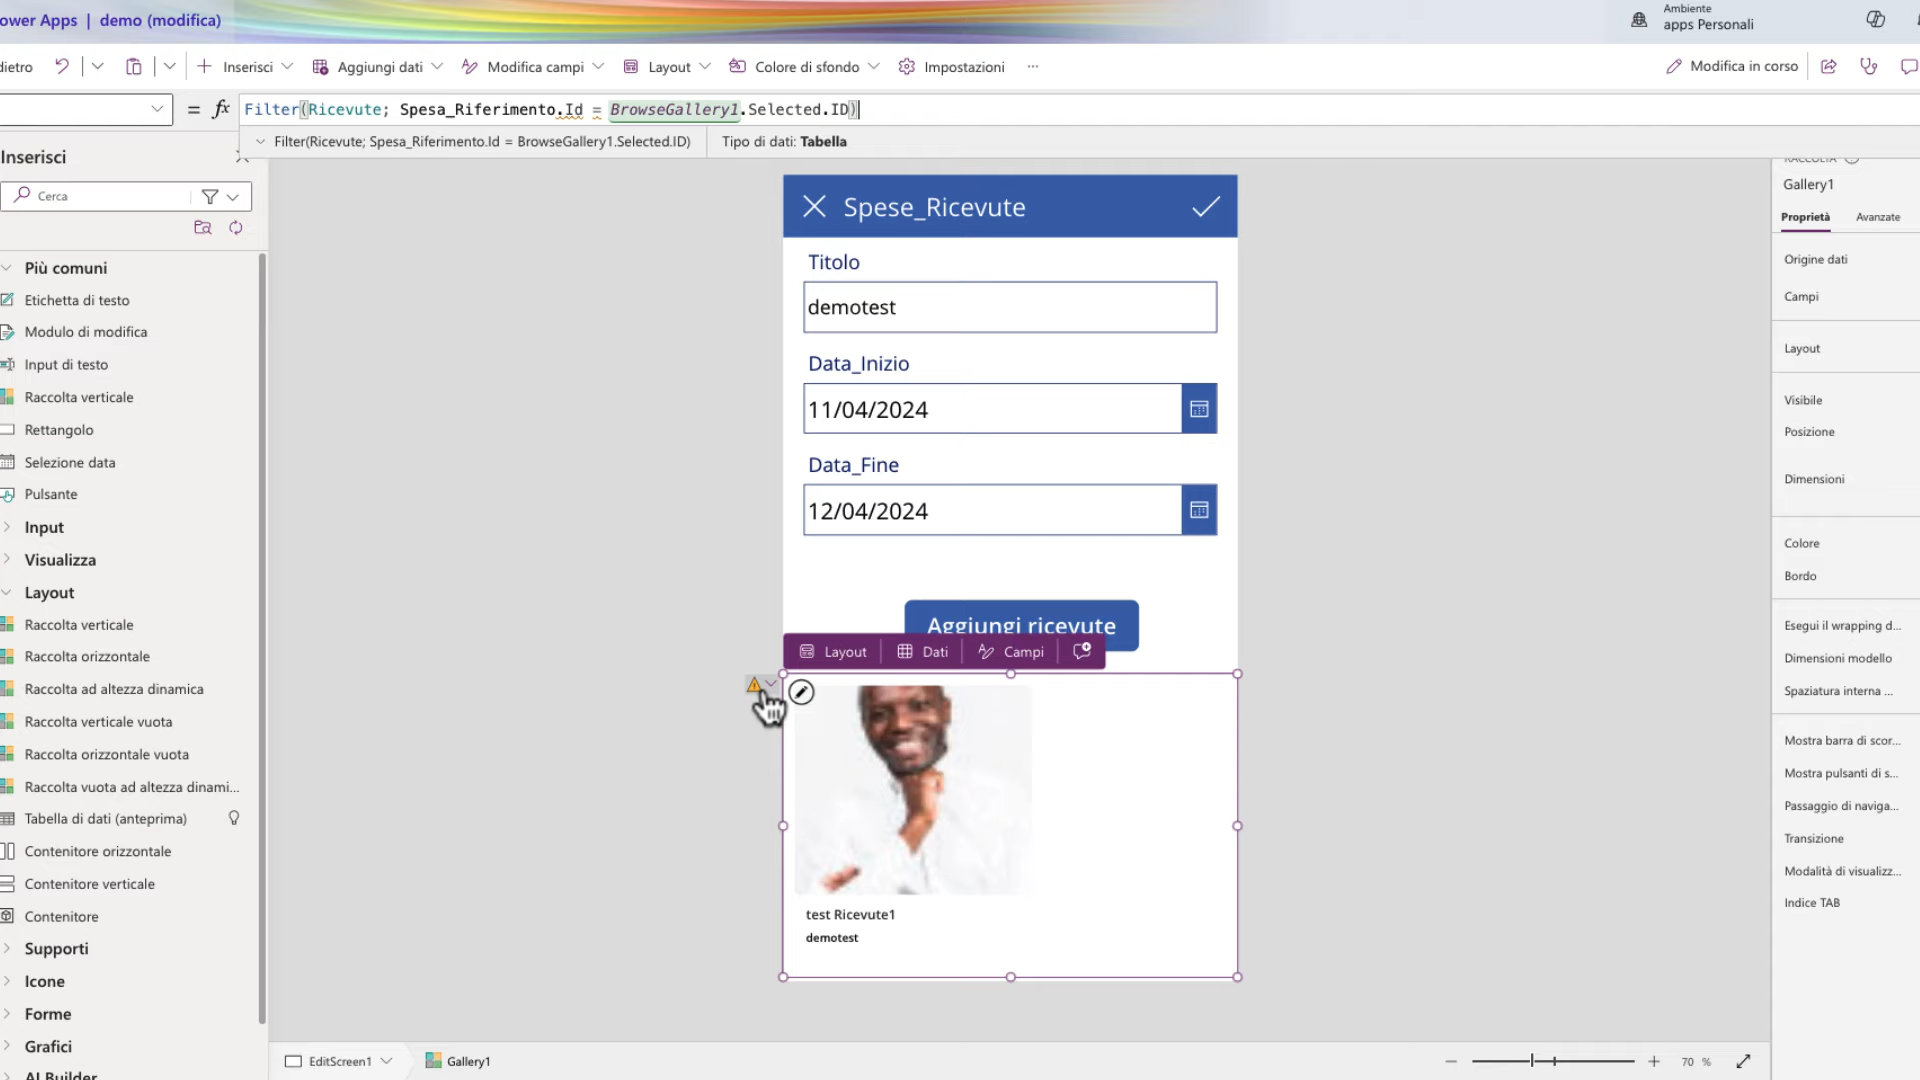 ower Apps | demo (modifica)
Ambiente
apps Personali
dietro
Inserisci
Aggiungi dati
Modifica campi
Layout
Colore di sfondo
Impostazioni
...
Modifica in corso
= fx Filter(Ricevute; Spesa_Riferimento.Id = BrowseGallery1.Selected.ID)
Filter(Ricevute; Spesa_Riferimento.Id = BrowseGallery1.Selected.ID)
Tipo di dati: Tabella
Inserisci
Cerca
Più comuni
Etichetta di testo
Modulo di modifica
Input di testo
Raccolta verticale
Rettangolo
Selezione data
Pulsante
Input
Visualizza
Layout
Raccolta verticale
Raccolta orizzontale
Raccolta ad altezza dinamica
Raccolta verticale vuota
Raccolta orizzontale vuota
Raccolta vuota ad altezza dinami...
Tabella di dati (anteprima)
Contenitore orizzontale
Contenitore verticale
Contenitore
Supporti
Icone
Forme
Grafici
AI Builder
Spese_Ricevute
Titolo
demotest
Data_Inizio
11/04/2024
Data_Fine
12/04/2024
Aggiungi ricevute
Layout
Dati
Campi
test Ricevute1
demotest
EditScreen1
Gallery1
70 %
RACCOLTA
Gallery1
Proprietà
Avanzate
Origine dati
Campi
Layout
Visibile
Posizione
Dimensioni
Colore
Bordo
Esegui il wrapping d...
Dimensioni modello
Spaziatura interna ...
Mostra barra di scor...
Mostra pulsanti di s...
Passaggio di naviga...
Transizione
Modalità di visualizz...
Indice TAB